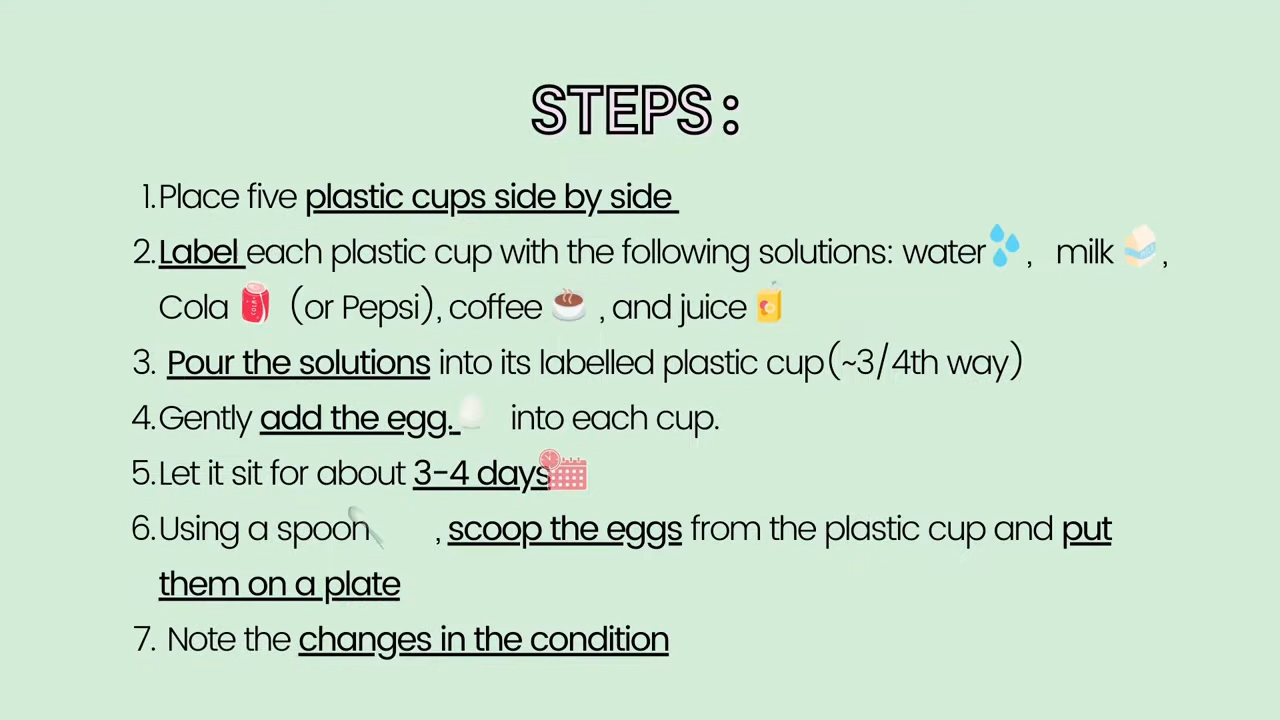 STEPS:
1. Place five plastic cups side by side
2. Label each plastic cup with the following solutions: water, milk,
Cola (or Pepsi), coffee, and juice
3. Pour the solutions into its labelled plastic cup(~3/4th way)
4. Gently add the egg. into each cup.
5. Let it sit for about 3-4 days
6. Using a spoon, scoop the eggs from the plastic cup and put
them on a plate
7. Note the changes in the condition